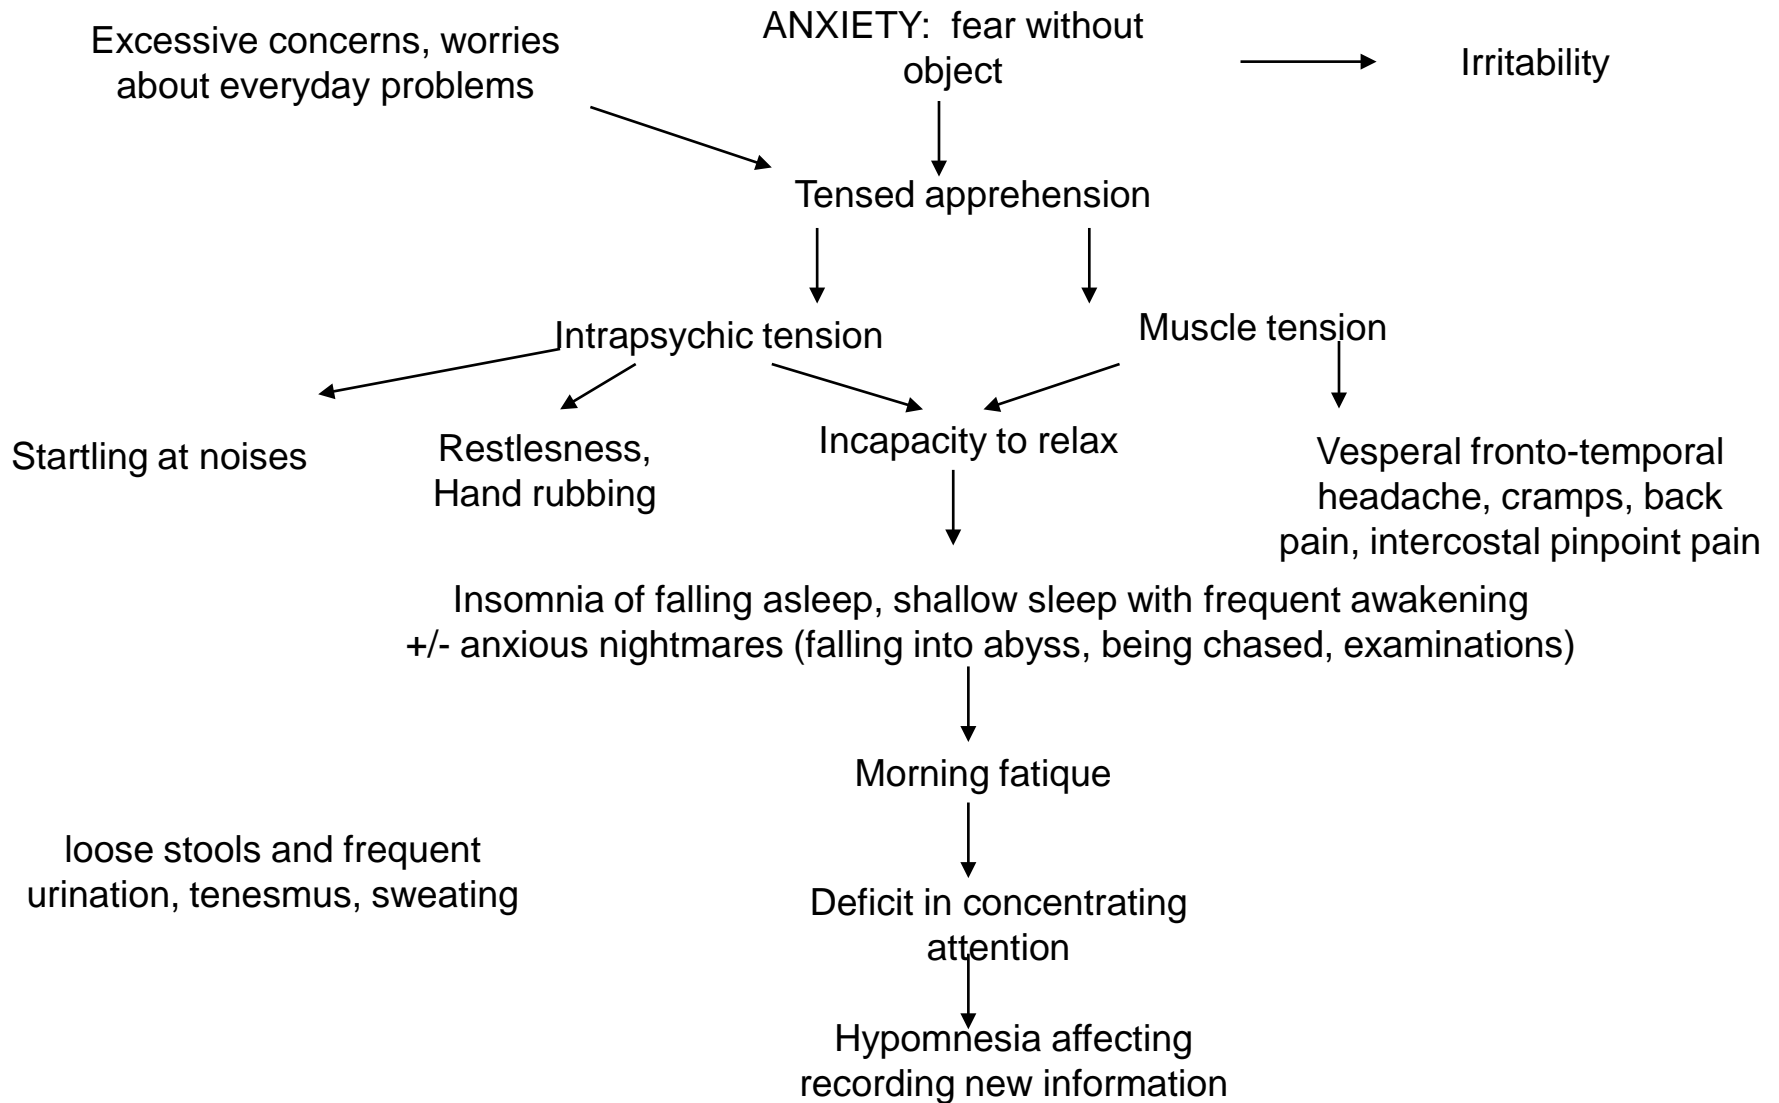 Excessive concerns, worries
about everyday problems
ANXIETY:  fear without
object
Irritability
Tensed apprehension
Intrapsychic tension
Muscle tension
Startling at noises
Restlesness,
Hand rubbing
Incapacity to relax
Vesperal fronto-temporal
headache, cramps, back
pain, intercostal pinpoint pain
Insomnia of falling asleep, shallow sleep with frequent awakening
+/- anxious nightmares (falling into abyss, being chased, examinations)
Morning fatique
loose stools and frequent
urination, tenesmus, sweating
Deficit in concentrating
attention
Hypomnesia affecting
recording new information